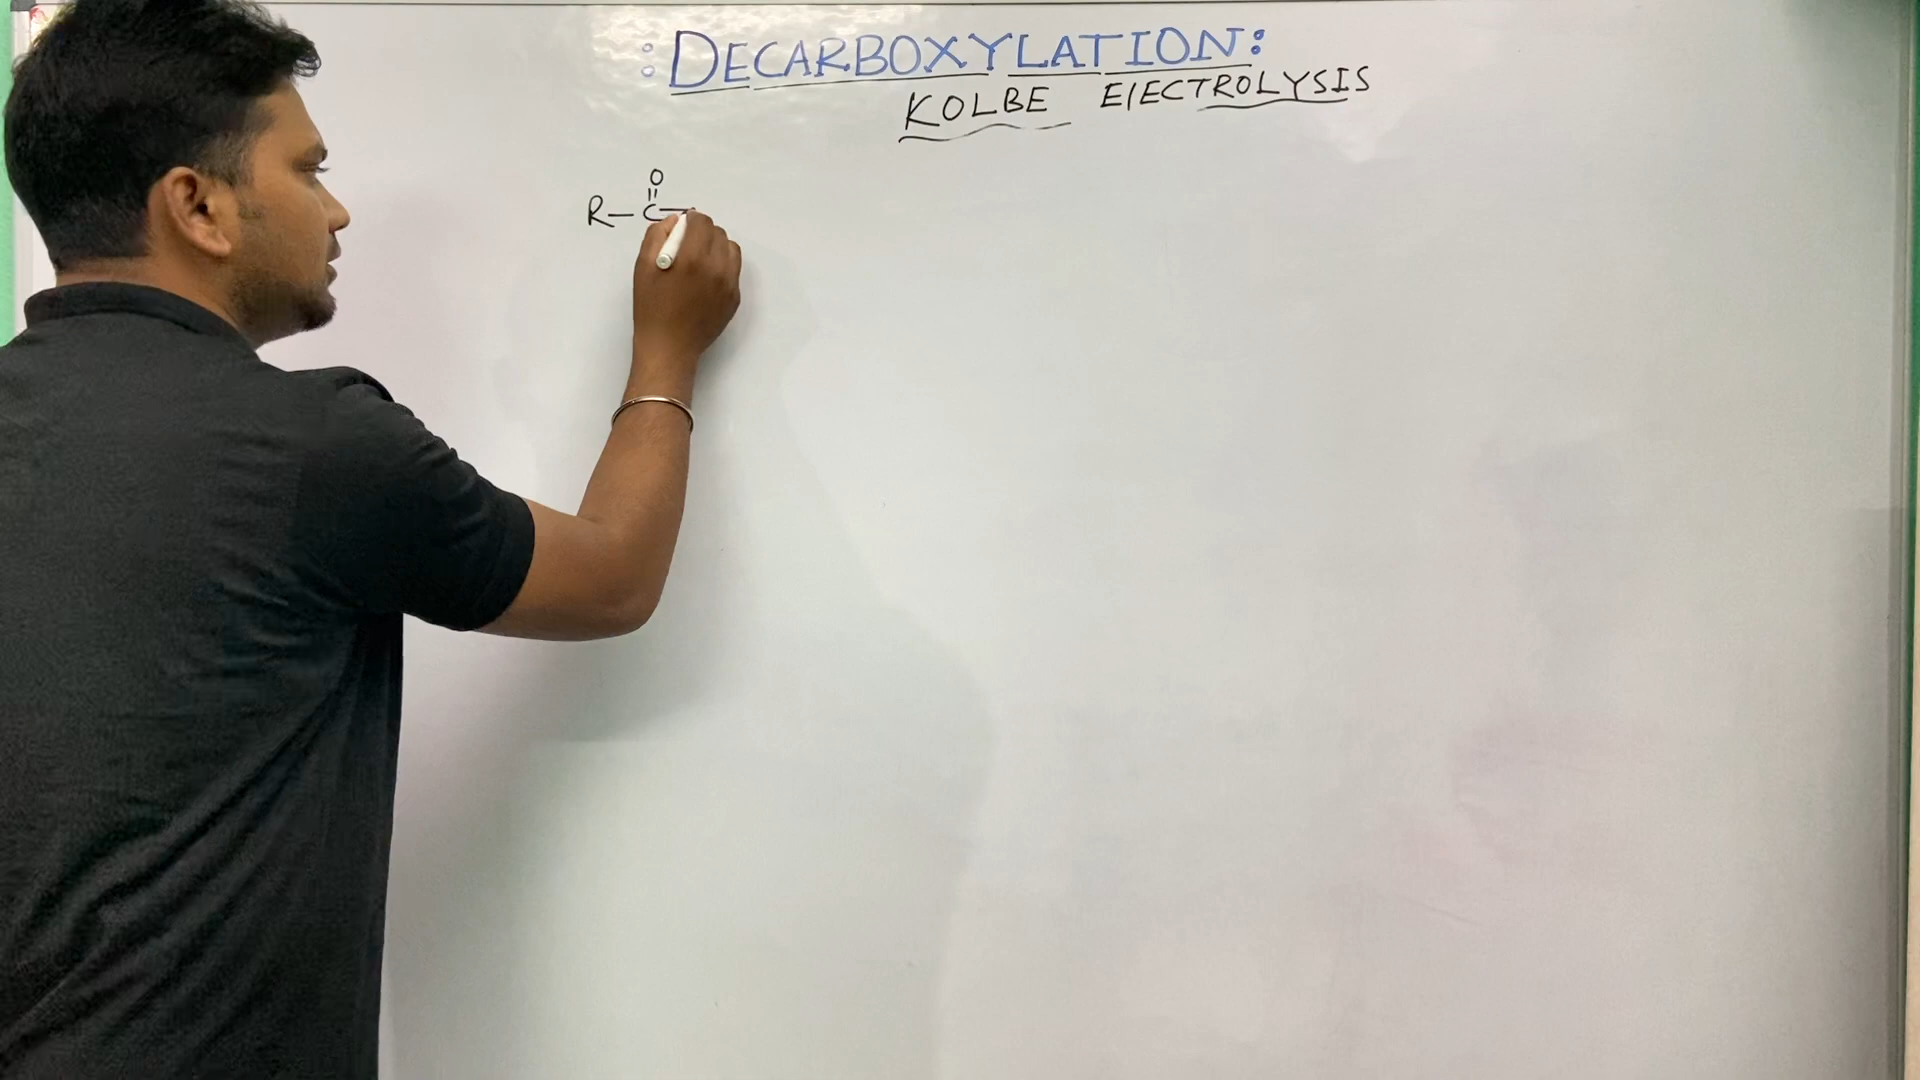 : DECARBOXYLATION:
KOLBE ElECTROLYSIS
O
R–C–